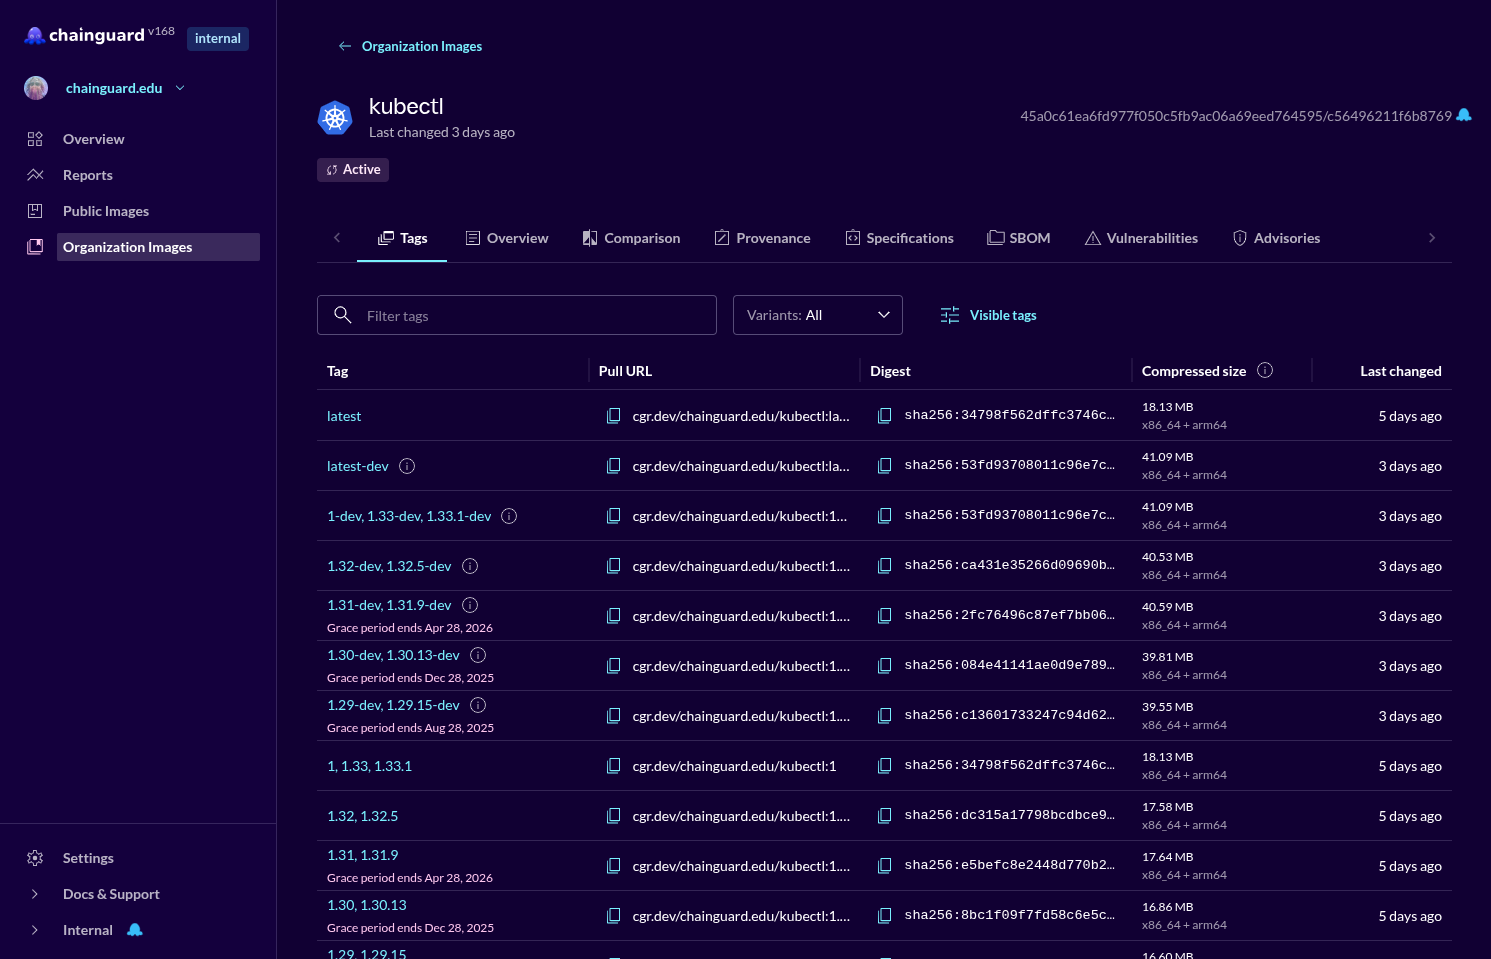 chainguard v168 internal
chainguard.edu
Overview
Reports
Public Images
Organization Images
Settings
Docs & Support
Internal
Organization Images
kubectl
Last changed 3 days ago
45a0c61ea6fd977f050c5fb9ac06a69eed764595/c56496211f6b8769
Active
Tags Overview Comparison Provenance Specifications SBOM Vulnerabilities Advisories
Filter tags Variants: All Visible tags
Tag Pull URL Digest Compressed size Last changed
latest cgr.dev/chainguard.edu/kubectl:la... sha256:34798f562dffc3746c… 18.13 MB 5 days ago
x86_64 + arm64
latest-dev cgr.dev/chainguard.edu/kubectl:la... sha256:53fd93708011c96e7c… 41.09 MB 3 days ago
x86_64 + arm64
1-dev, 1.33-dev, 1.33.1-dev cgr.dev/chainguard.edu/kubectl:1... sha256:53fd93708011c96e7c… 41.09 MB 3 days ago
x86_64 + arm64
1.32-dev, 1.32.5-dev cgr.dev/chainguard.edu/kubectl:1.... sha256:ca431e35266d09690b… 40.53 MB 3 days ago
x86_64 + arm64
1.31-dev, 1.31.9-dev cgr.dev/chainguard.edu/kubectl:1.... sha256:2fc76496c87ef7bb06… 40.59 MB 3 days ago
Grace period ends Apr 28, 2026 x86_64 + arm64
1.30-dev, 1.30.13-dev cgr.dev/chainguard.edu/kubectl:1.... sha256:084e41141ae0d9e789… 39.81 MB 3 days ago
Grace period ends Dec 28, 2025 x86_64 + arm64
1.29-dev, 1.29.15-dev cgr.dev/chainguard.edu/kubectl:1.... sha256:c13601733247c94d62… 39.55 MB 3 days ago
Grace period ends Aug 28, 2025 x86_64 + arm64
1, 1.33, 1.33.1 cgr.dev/chainguard.edu/kubectl:1 sha256:34798f562dffc3746c… 18.13 MB 5 days ago
x86_64 + arm64
1.32, 1.32.5 cgr.dev/chainguard.edu/kubectl:1.... sha256:dc315a17798bcdbce9… 17.58 MB 5 days ago
x86_64 + arm64
1.31, 1.31.9 cgr.dev/chainguard.edu/kubectl:1.... sha256:e5befc8e2448d770b2… 17.64 MB 5 days ago
Grace period ends Apr 28, 2026 x86_64 + arm64
1.30, 1.30.13 cgr.dev/chainguard.edu/kubectl:1.... sha256:8bc1f09f7fd58c6e5c… 16.86 MB 5 days ago
Grace period ends Dec 28, 2025 x86_64 + arm64
1.29, 1.29.15 16.60 MB